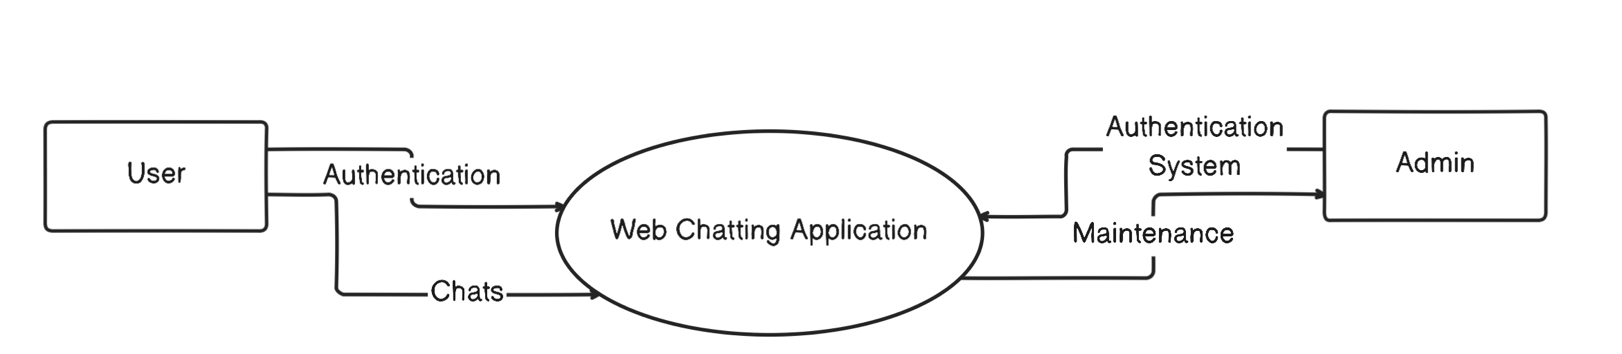 User
Authentication
Chats
Web Chatting Application
Authentication
System
Maintenance
Admin